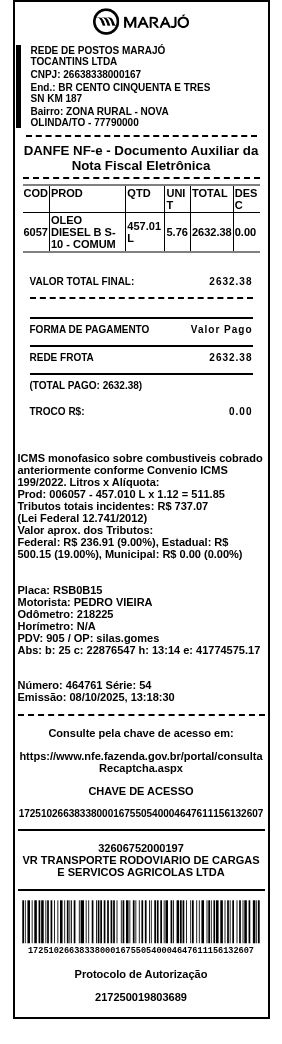 MARAJÓ
REDE DE POSTOS MARAJÓ
TOCANTINS LTDA
CNPJ: 26638338000167
End.: BR CENTO CINQUENTA E TRES
SN KM 187
Bairro: ZONA RURAL - NOVA
OLINDA/TO - 77790000
DANFE NF-e - Documento Auxiliar da
Nota Fiscal Eletrônica
COD PROD QTD UNI T TOTAL DES C
6057 OLEO DIESEL B S-10 - COMUM 457.01 L 5.76 2632.38 0.00
VALOR TOTAL FINAL: 2632.38
FORMA DE PAGAMENTO Valor Pago
REDE FROTA 2632.38
(TOTAL PAGO: 2632.38)
TROCO R$: 0.00
ICMS monofasico sobre combustiveis cobrado
anteriormente conforme Convenio ICMS
199/2022. Litros x Alíquota:
Prod: 006057 - 457.010 L x 1.12 = 511.85
Tributos totais incidentes: R$ 737.07
(Lei Federal 12.741/2012)
Valor aprox. dos Tributos:
Federal: R$ 236.91 (9.00%), Estadual: R$
500.15 (19.00%), Municipal: R$ 0.00 (0.00%)
Placa: RSB0B15
Motorista: PEDRO VIEIRA
Odômetro: 218225
Horímetro: N/A
PDV: 905 / OP: silas.gomes
Abs: b: 25 c: 22876547 h: 13:14 e: 41774575.17
Número: 464761 Série: 54
Emissão: 08/10/2025, 13:18:30
Consulte pela chave de acesso em:
https://www.nfe.fazenda.gov.br/portal/consulta
Recaptcha.aspx
CHAVE DE ACESSO
17251026638338000167550540004647611156132607
32606752000197
VR TRANSPORTE RODOVIARIO DE CARGAS
E SERVICOS AGRICOLAS LTDA
17251026638338000167550540004647611156132607
Protocolo de Autorização
217250019803689